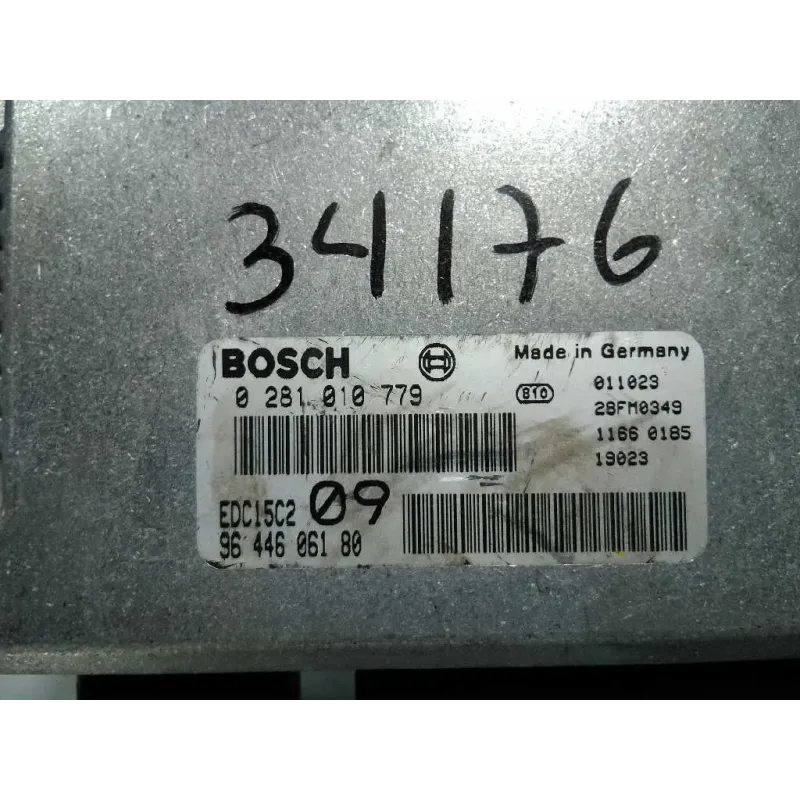 34176
BOSCH Made in Germany
0 281 010 779 810 011023
28FM0349
1166 0185
19023
EDC15C2 09
96 446 061 80